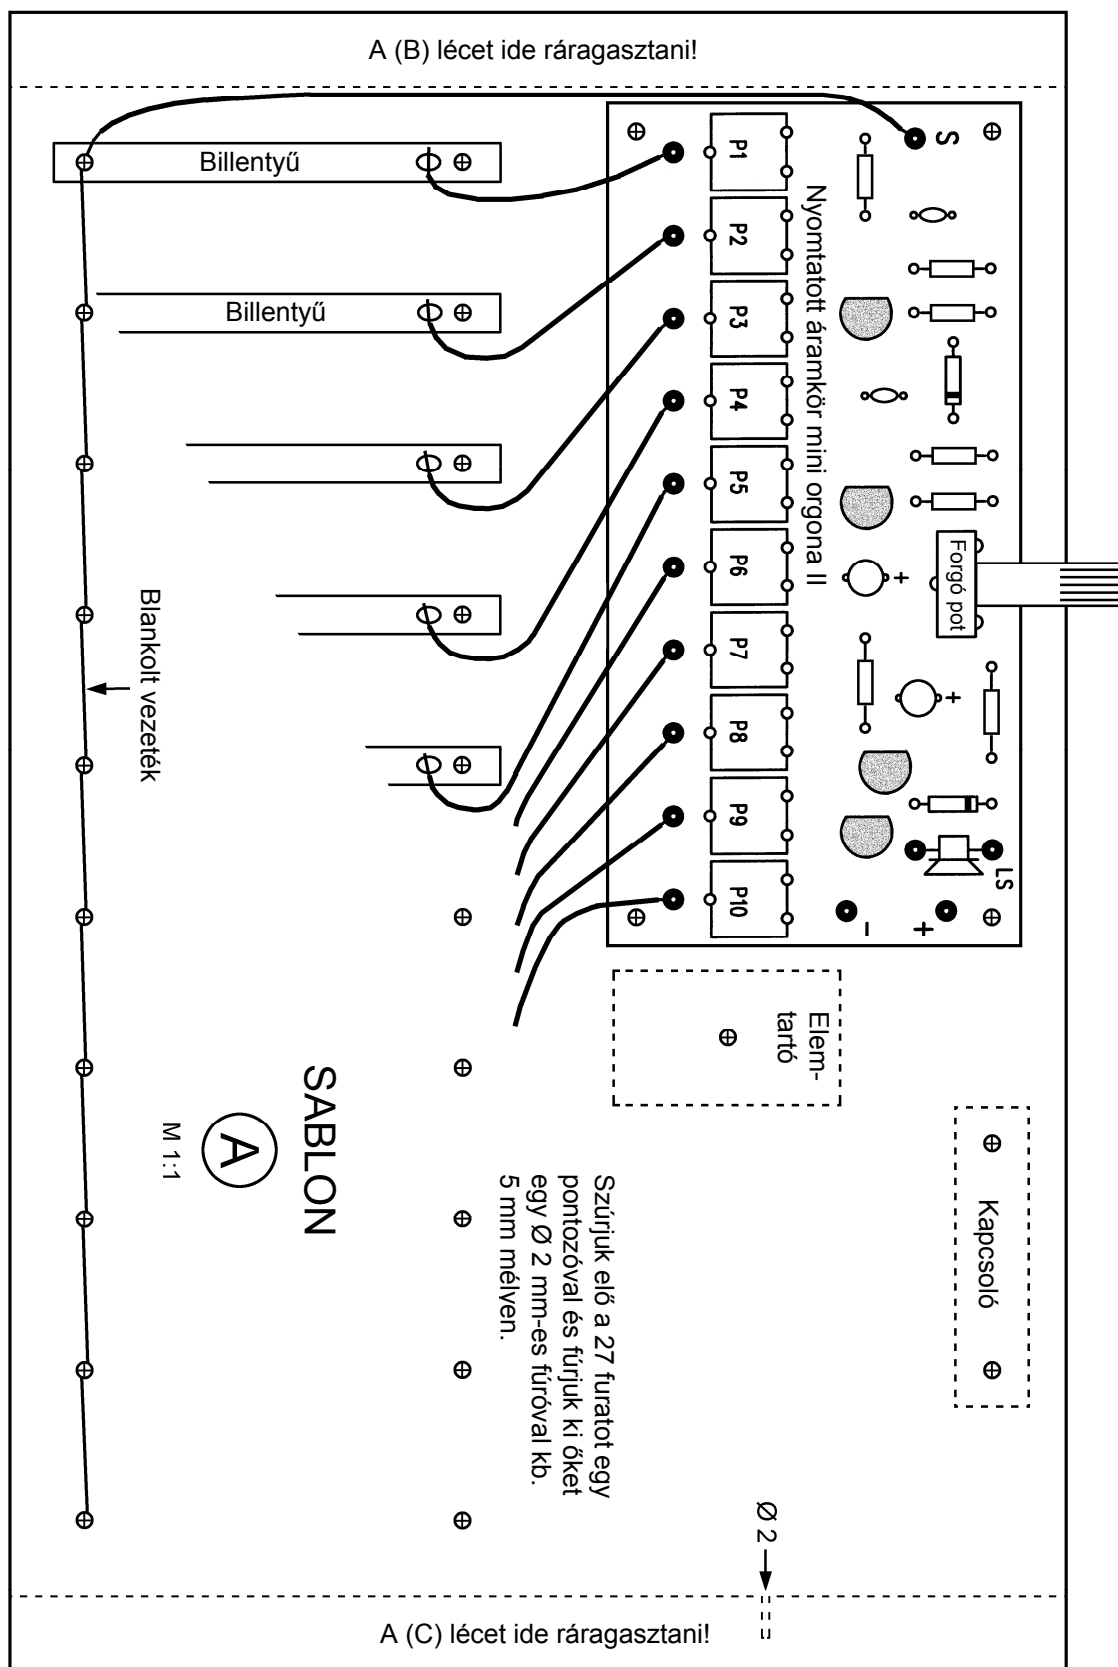 A (B) lécet ide ráragasztani!
Billentyű
Billentyű
S
P1
P2
P3
P4
P5
P6
P7
P8
P9
P10
Nyomtatott áramkör mini orgona II
Forgó pot
+
+
LS
-
+
Blankolt vezeték
Elem-
tartó
Kapcsoló
SABLON
A
M 1:1
Szúrjuk elő a 27 furatot egy
pontozóval és fúrjuk ki őket
egy Ø 2 mm-es fúróval kb.
5 mm mélyen.
Ø 2
A (C) lécet ide ráragasztani!